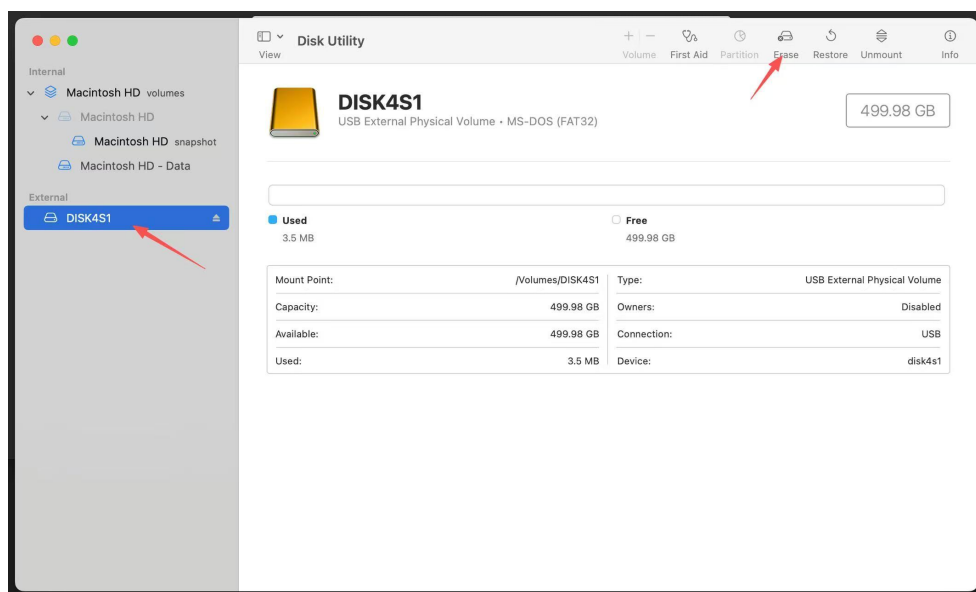 Disk Utility
View
Volume First Aid Partition Erase Restore Unmount Info
Internal
Macintosh HD volumes
Macintosh HD
Macintosh HD snapshot
Macintosh HD - Data
External
DISK4S1
DISK4S1
USB External Physical Volume • MS-DOS (FAT32)
499.98 GB
Used
3.5 MB
Free
499.98 GB
Mount Point: /Volumes/DISK4S1
Capacity: 499.98 GB
Available: 499.98 GB
Used: 3.5 MB
Type: USB External Physical Volume
Owners: Disabled
Connection: USB
Device: disk4s1